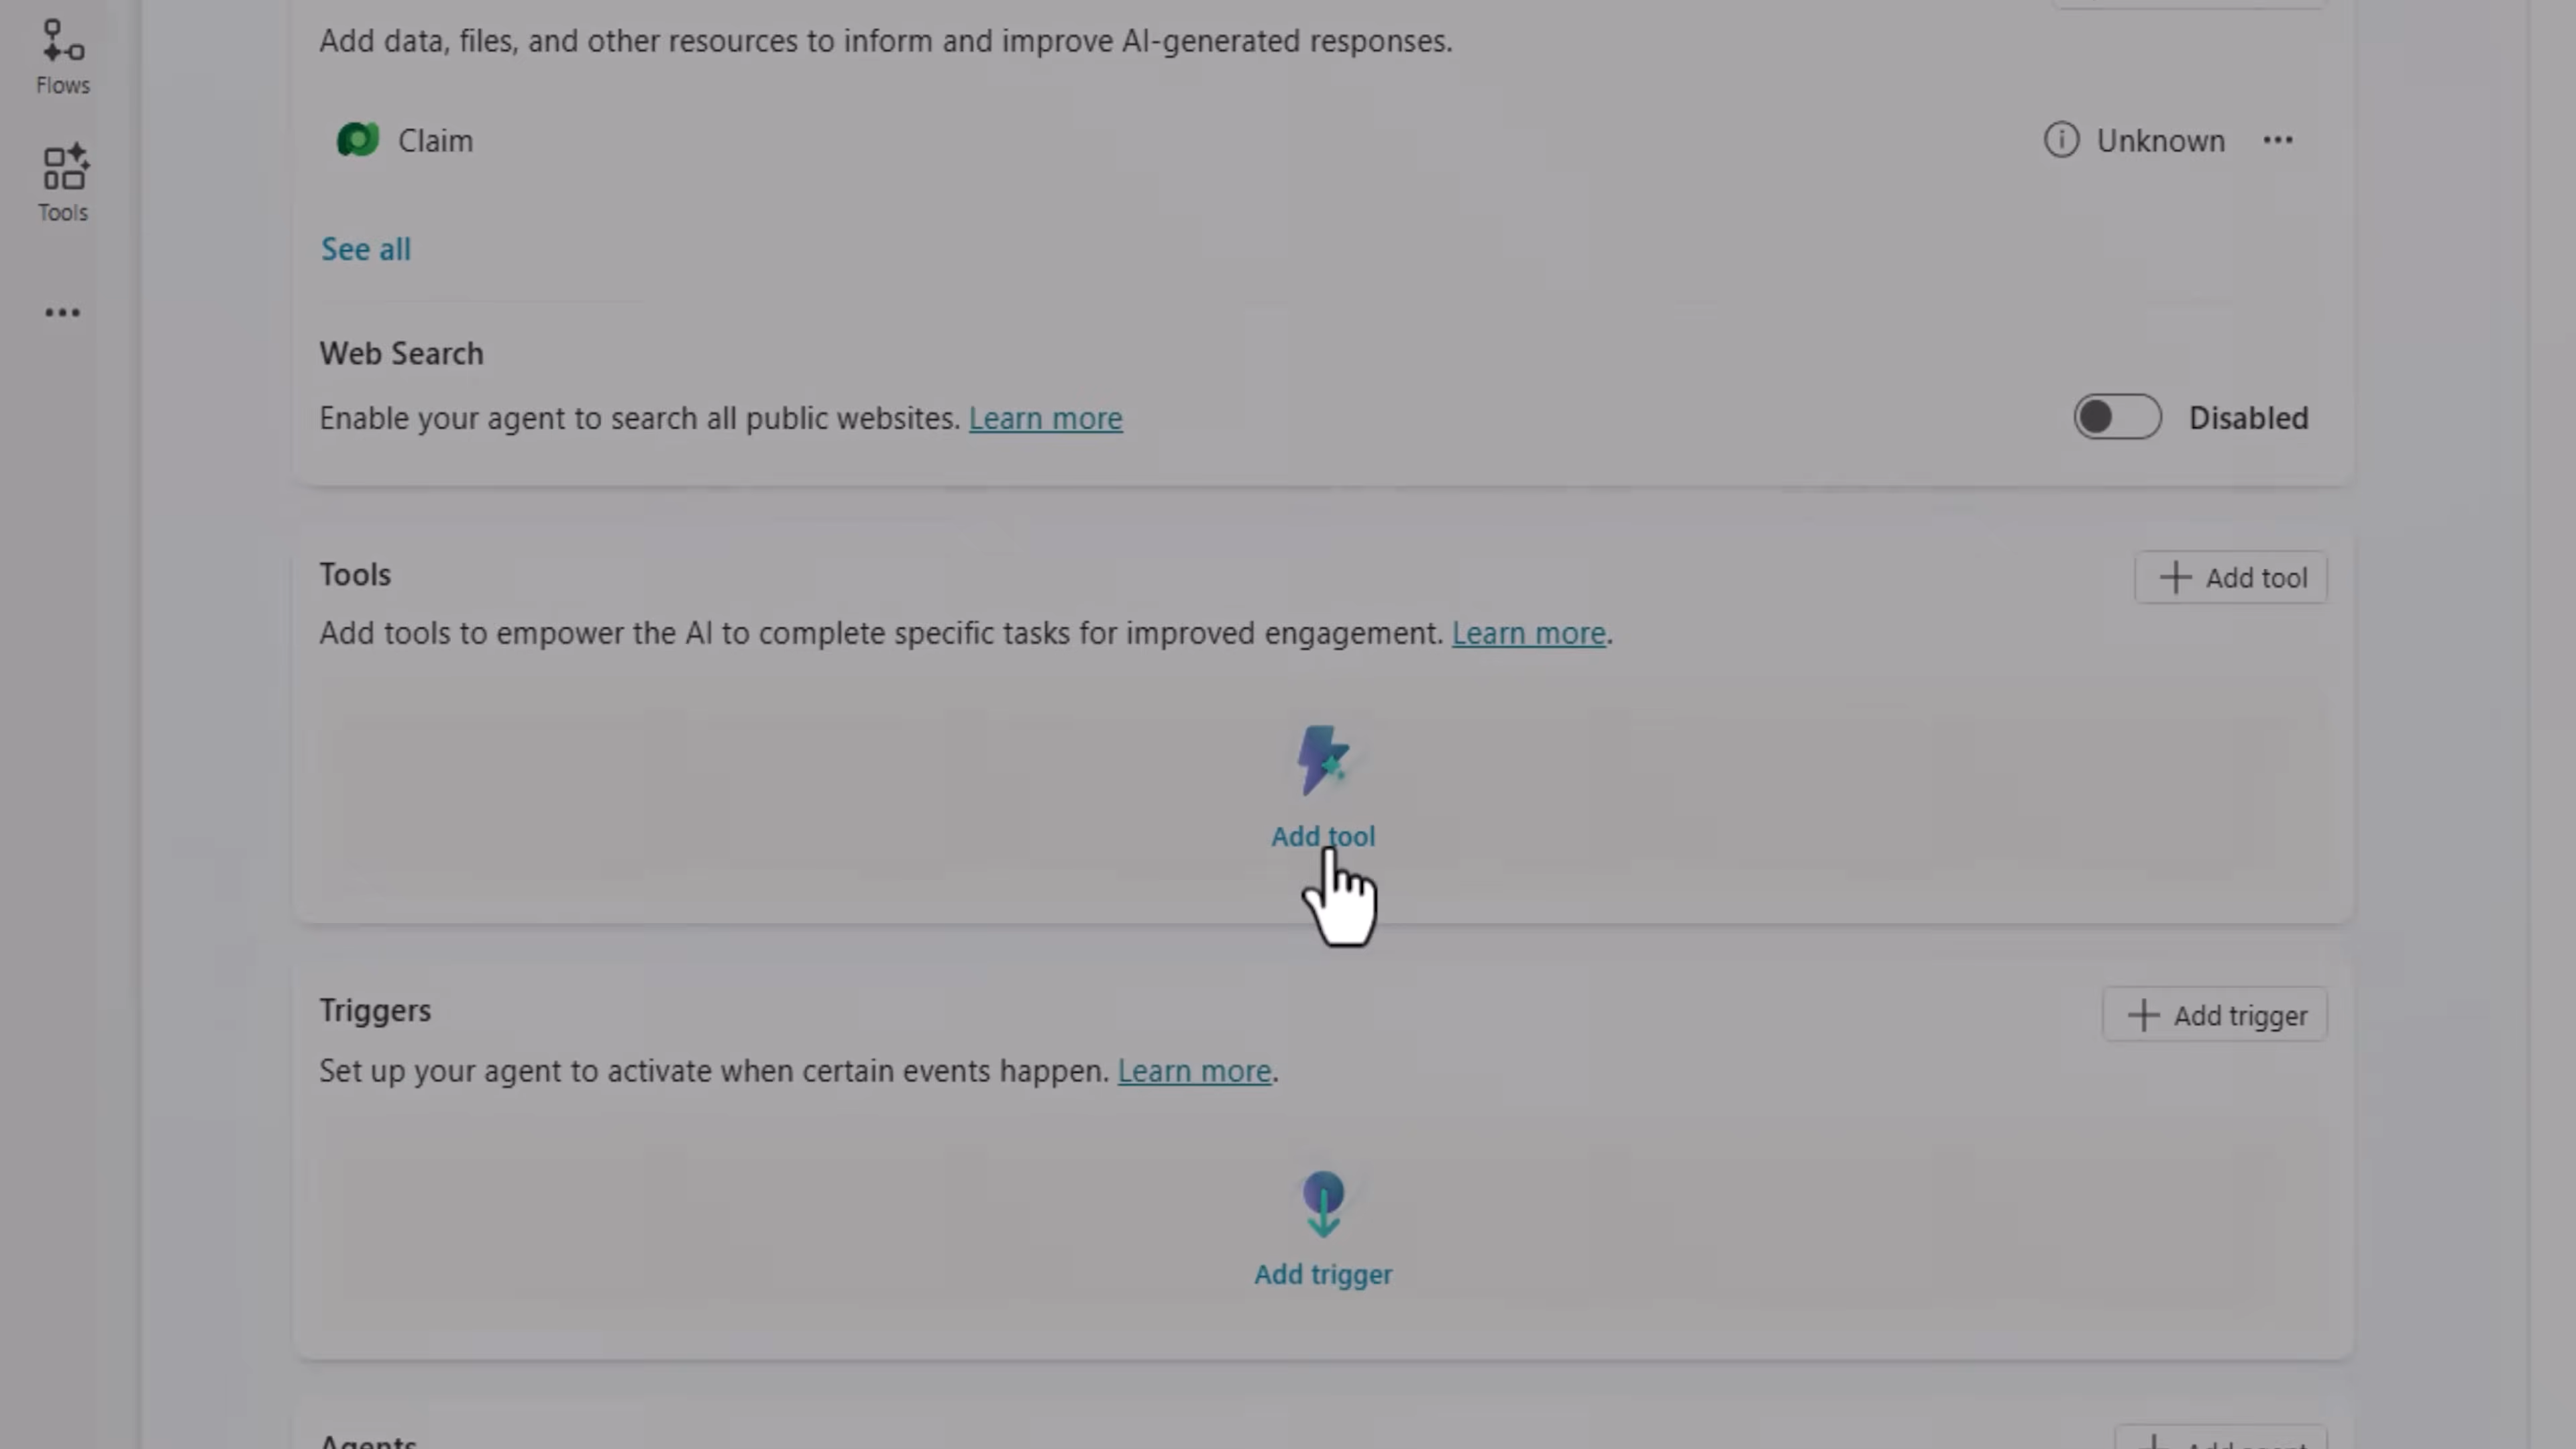 Flows
Tools
Add data, files, and other resources to inform and improve AI-generated responses.
Claim
Unknown
See all
Web Search
Enable your agent to search all public websites. Learn more
Disabled
Tools
Add tool
Add tools to empower the AI to complete specific tasks for improved engagement. Learn more.
Add tool
Triggers
Add trigger
Set up your agent to activate when certain events happen. Learn more.
Add trigger
Agents